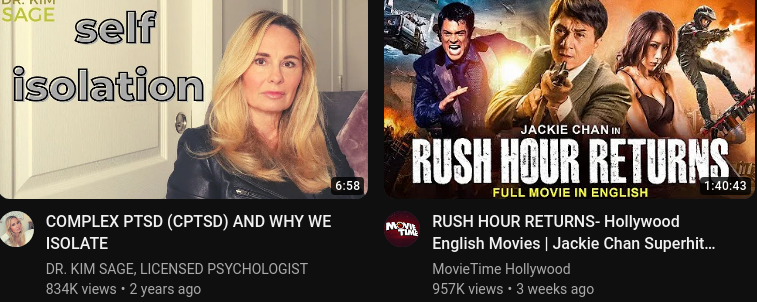 DR. KIM
SAGE
self
isolation
6:58
COMPLEX PTSD (CPTSD) AND WHY WE
ISOLATE
DR. KIM SAGE, LICENSED PSYCHOLOGIST
834K views • 2 years ago
JACKIE CHAN IN
RUSH HOUR RETURNS
FULL MOVIE IN ENGLISH
1:40:43
MOVIE
TIME
RUSH HOUR RETURNS- Hollywood
English Movies | Jackie Chan Superhit...
MovieTime Hollywood
957K views • 3 weeks ago